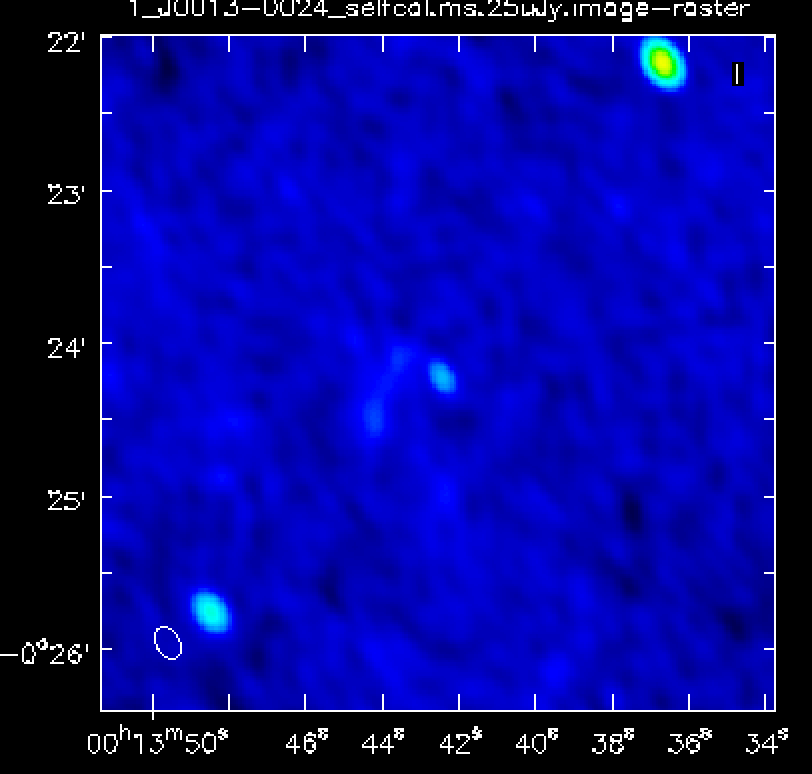 1_J0013-0024_selfcal.ms.25uJy.image-raster
22'
I
23'
24'
25'
-0°26'
00ʰ13ᵐ50ˢ 46ˢ 44ˢ 42ˢ 40ˢ 38ˢ 36ˢ 34ˢ